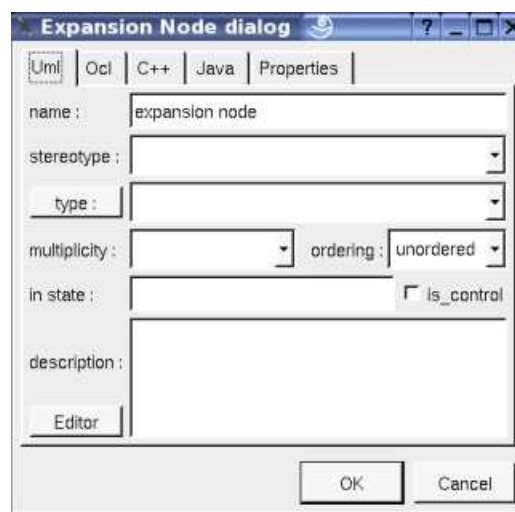 Expansion Node dialog ?
Uml Ocl C++ Java Properties
name : expansion node
stereotype :
type :
multiplicity : ordering : unordered
in state : is_control
description :
Editor
OK Cancel